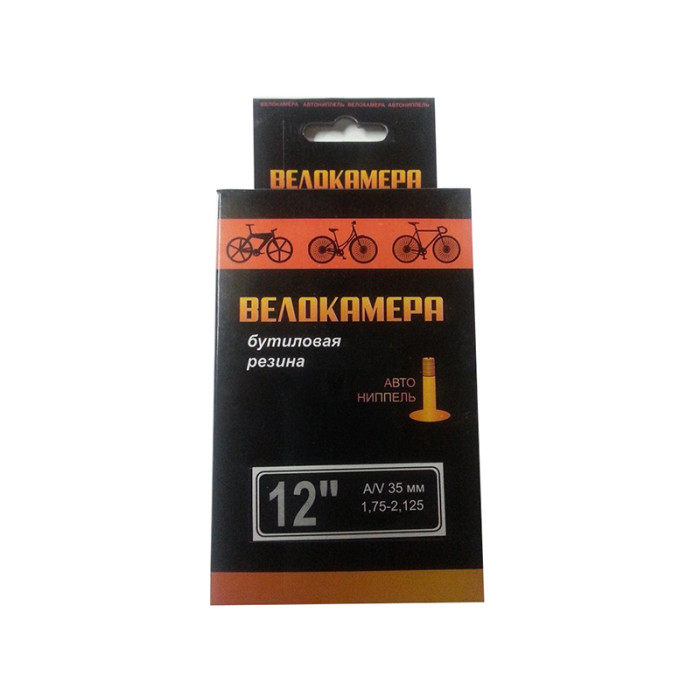 ВЕЛОКАМЕРА АВТОНИППЕЛЬ ВЕЛОКАМЕРА АВТОНИППЕЛЬ
ВЕЛОКАМЕРА
ВЕЛОКАМЕРА
бутиловая
резина
АВТО
НИППЕЛЬ
12"
A/V 35 мм
1,75-2,125